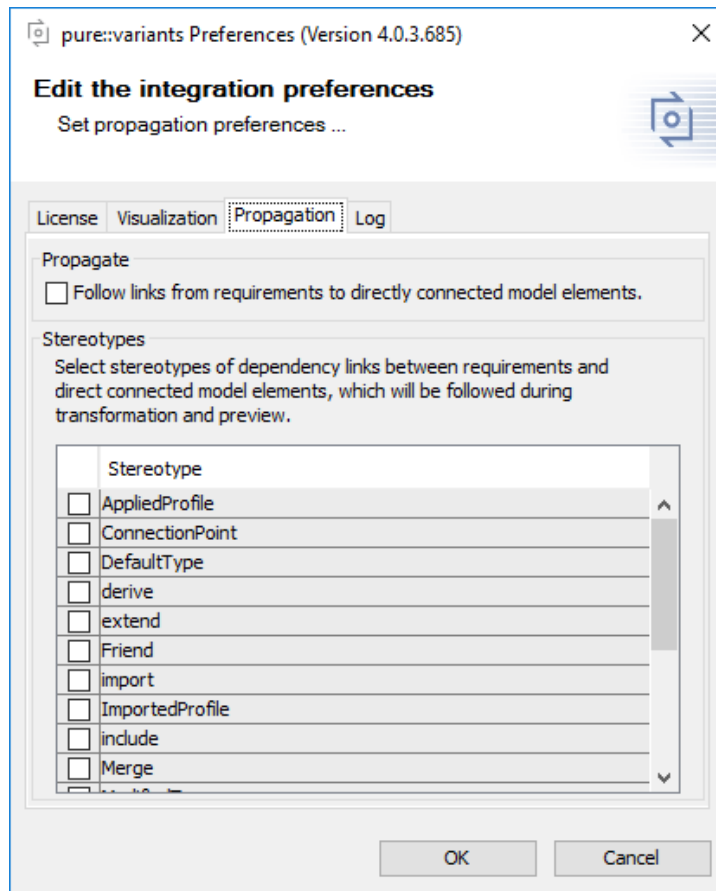 pure::variants Preferences (Version 4.0.3.685)
Edit the integration preferences
Set propagation preferences ...
License Visualization Propagation Log
Propagate
Follow links from requirements to directly connected model elements.
Stereotypes
Select stereotypes of dependency links between requirements and
direct connected model elements, which will be followed during
transformation and preview.
Stereotype
AppliedProfile
ConnectionPoint
DefaultType
derive
extend
Friend
import
ImportedProfile
include
Merge
OK Cancel